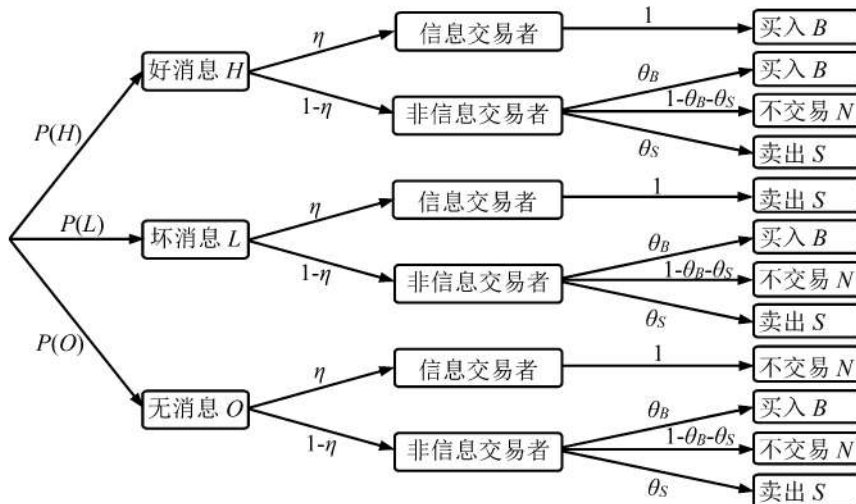 η
信息交易者
1
买入 B
好消息 H
θB
买入 B
1-η
非信息交易者
1-θB-θS
不交易 N
P(H)
θS
卖出 S
η
信息交易者
1
卖出 S
P(L)
坏消息 L
θB
买入 B
1-η
非信息交易者
1-θB-θS
不交易 N
θS
卖出 S
P(O)
η
信息交易者
1
不交易 N
无消息 O
θB
买入 B
1-η
非信息交易者
1-θB-θS
不交易 N
θS
卖出 S